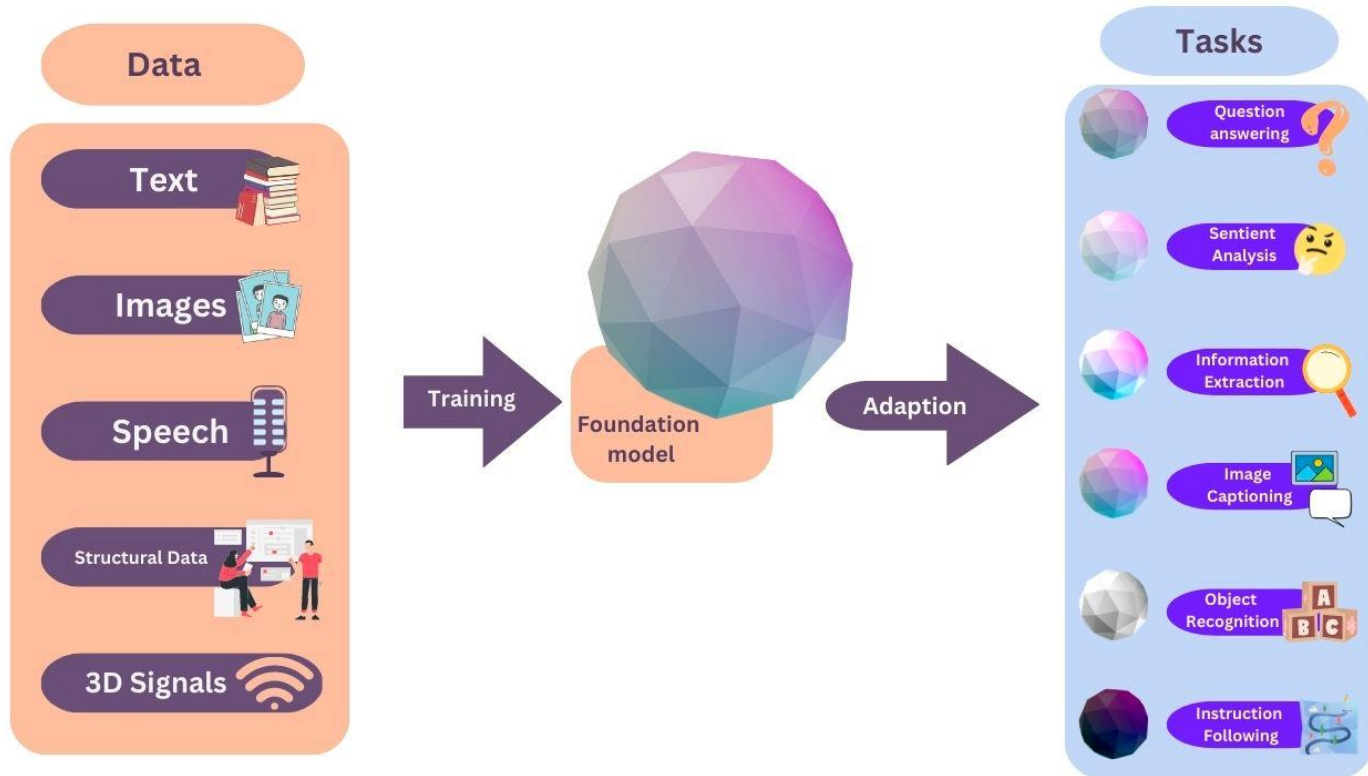 Data
Text
Images
Speech
Structural Data
3D Signals
Training
Foundation
model
Adaption
Tasks
Question
answering
Sentient
Analysis
Information
Extraction
Image
Captioning
Object
Recognition
A
B C
Instruction
Following